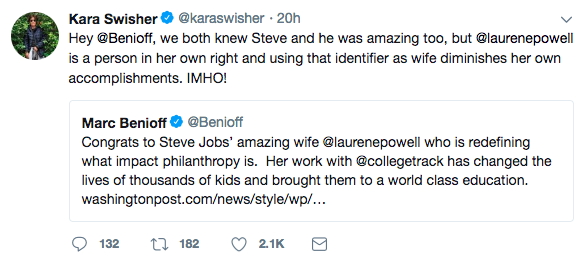 Kara Swisher @karaswisher · 20h
Hey @Benioff, we both knew Steve and he was amazing too, but @laurenepowell
is a person in her own right and using that identifier as wife diminishes her own
accomplishments. IMHO!
Marc Benioff @Benioff
Congrats to Steve Jobs’ amazing wife @laurenepowell who is redefining
what impact philanthropy is.  Her work with @collegetrack has changed the
lives of thousands of kids and brought them to a world class education.
washingtonpost.com/news/style/wp/…
132 182 2.1K